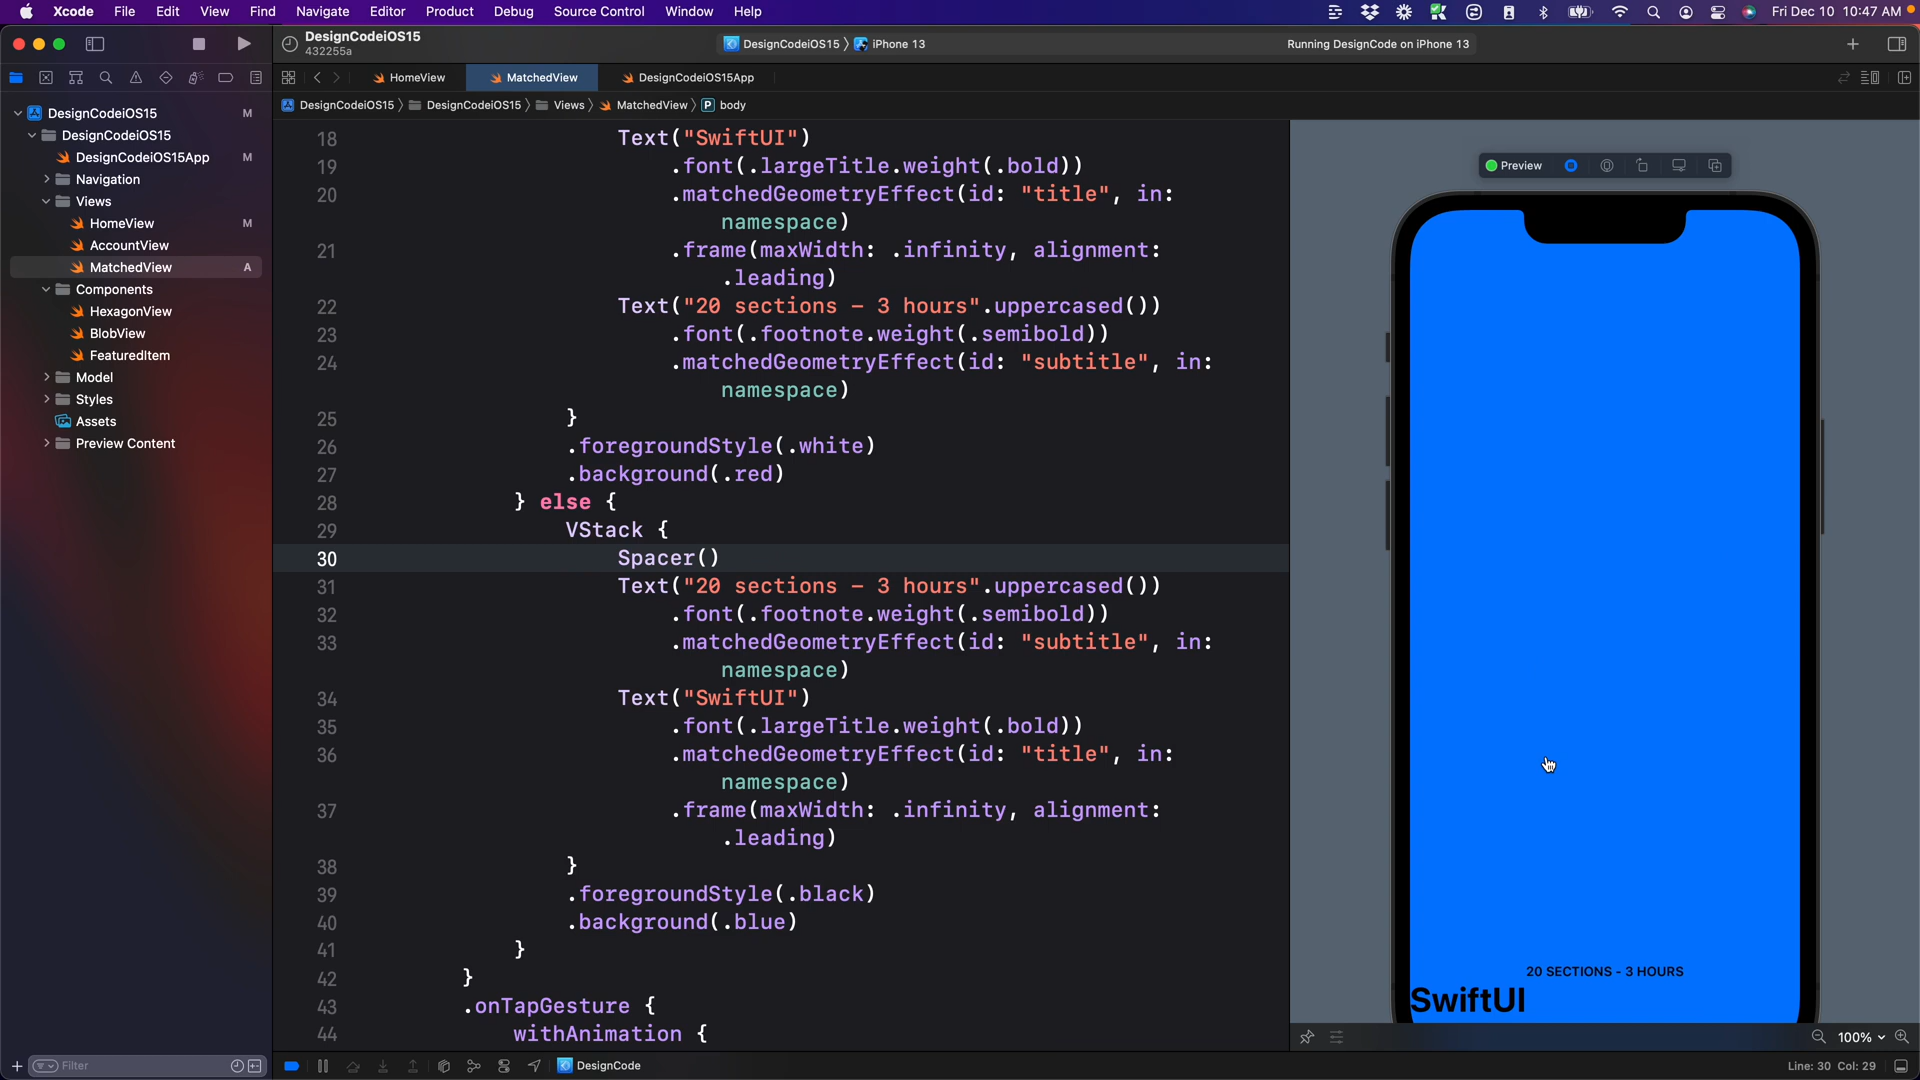 Xcode File Edit View Find Navigate Editor Product Debug Source Control Window Help Fri Dec 10 10:47 AM
DesignCodeiOS15
432255a
DesignCodeiOS15 iPhone 13
Running DesignCode on iPhone 13
HomeView MatchedView DesignCodeiOS15App
DesignCodeiOS15 DesignCodeiOS15 Views MatchedView P body
DesignCodeiOS15 M
DesignCodeiOS15
DesignCodeiOS15App M
Navigation
Views
HomeView M
AccountView
MatchedView A
Components
HexagonView
BlobView
FeaturedItem
Model
Styles
Assets
Preview Content
Filter
18 Text("SwiftUI")
19 .font(.largeTitle.weight(.bold))
20 .matchedGeometryEffect(id: "title", in:
namespace)
21 .frame(maxWidth: .infinity, alignment:
.leading)
22 Text("20 sections – 3 hours".uppercased())
23 .font(.footnote.weight(.semibold))
24 .matchedGeometryEffect(id: "subtitle", in:
namespace)
25 }
26 .foregroundStyle(.white)
27 .background(.red)
28 } else {
29 VStack {
30 Spacer()
31 Text("20 sections – 3 hours".uppercased())
32 .font(.footnote.weight(.semibold))
33 .matchedGeometryEffect(id: "subtitle", in:
namespace)
34 Text("SwiftUI")
35 .font(.largeTitle.weight(.bold))
36 .matchedGeometryEffect(id: "title", in:
namespace)
37 .frame(maxWidth: .infinity, alignment:
.leading)
38 }
39 .foregroundStyle(.black)
40 .background(.blue)
41 }
42 }
43 .onTapGesture {
44 withAnimation {
Preview
20 SECTIONS - 3 HOURS
SwiftUI
100%
DesignCode
Line: 30 Col: 29